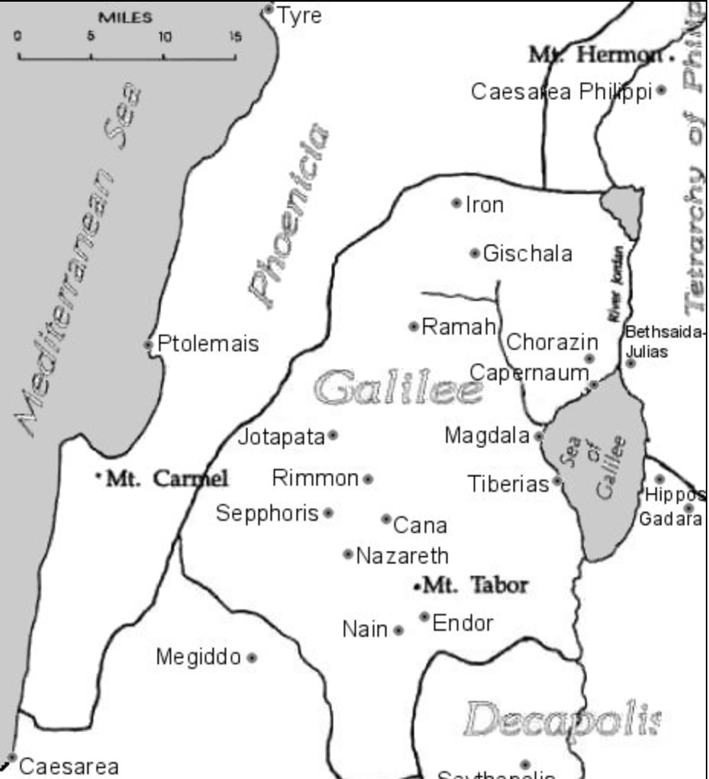 MILES
0 5 10 15
Tyre
Mt. Hermon
Caesarea Philippi
Tetrarchy of Philip
Mediterranean Sea
Phoenicia
Iron
Gischala
River Jordan
Ramah
Ptolemais
Chorazin
Bethsaida-
Julias
Capernaum
Galilee
Jotapata
Magdala
Sea
of
Galilee
Mt. Carmel
Rimmon
Tiberias
Hippos
Sepphoris
Cana
Gadara
Nazareth
Mt. Tabor
Nain
Endor
Megiddo
Decapolis
Caesarea
Scythopolis